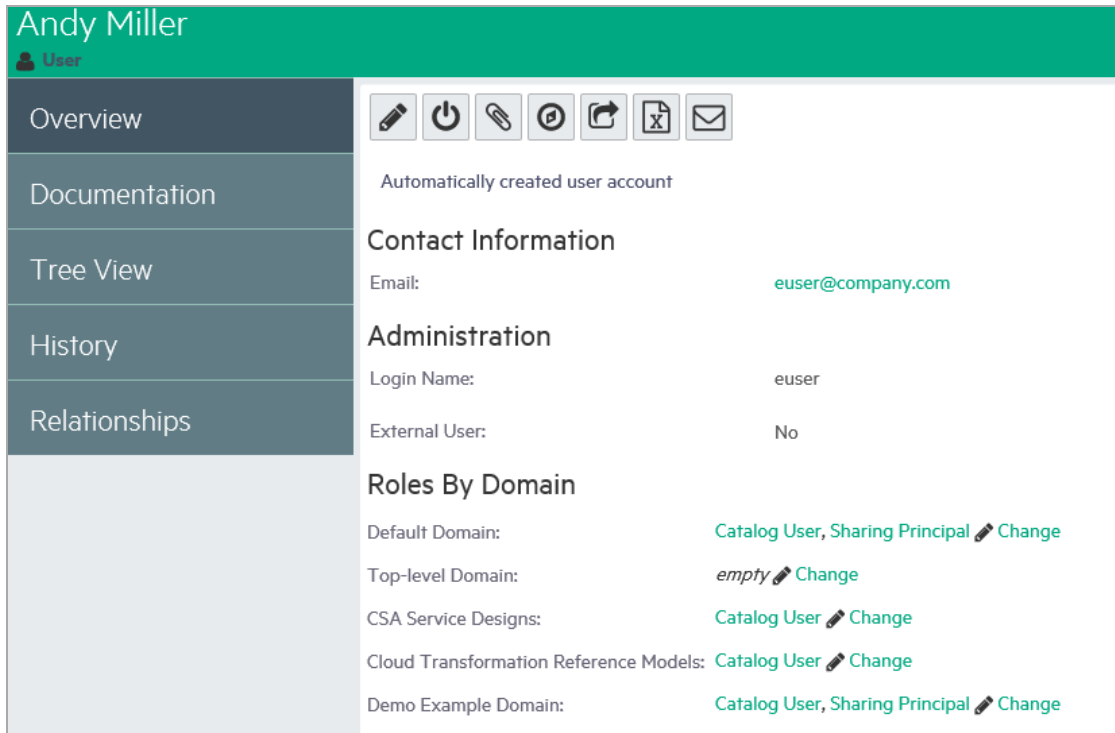 Andy Miller
User
Overview
Documentation
Tree View
History
Relationships
Automatically created user account
Contact Information
Email: euser@company.com
Administration
Login Name: euser
External User: No
Roles By Domain
Default Domain: Catalog User, Sharing Principal Change
Top-level Domain: empty Change
CSA Service Designs: Catalog User Change
Cloud Transformation Reference Models: Catalog User Change
Demo Example Domain: Catalog User, Sharing Principal Change